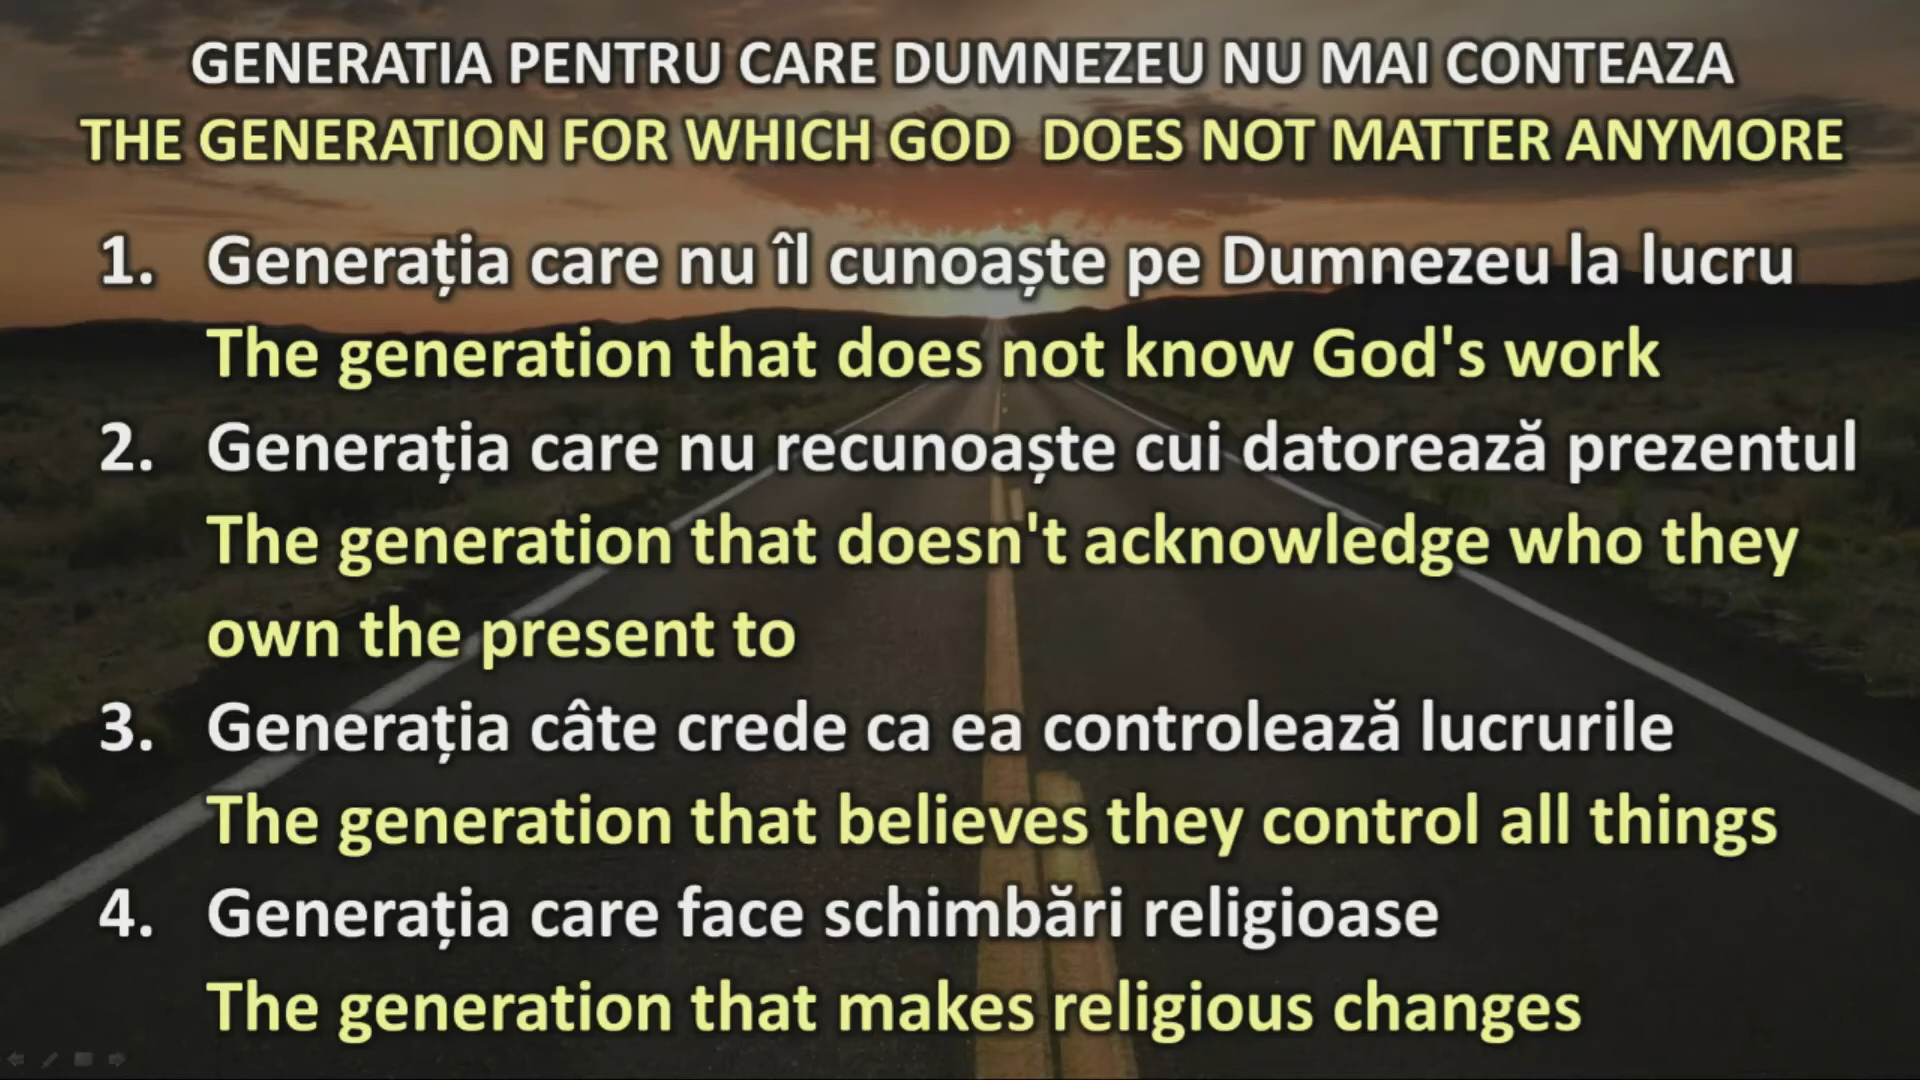 GENERATIA PENTRU CARE DUMNEZEU NU MAI CONTEAZA
THE GENERATION FOR WHICH GOD DOES NOT MATTER ANYMORE
1. Generația care nu îl cunoaște pe Dumnezeu la lucru
The generation that does not know God's work
2. Generația care nu recunoaște cui datorează prezentul
The generation that doesn't acknowledge who they
own the present to
3. Generația câte crede ca ea controlează lucrurile
The generation that believes they control all things
4. Generația care face schimbări religioase
The generation that makes religious changes